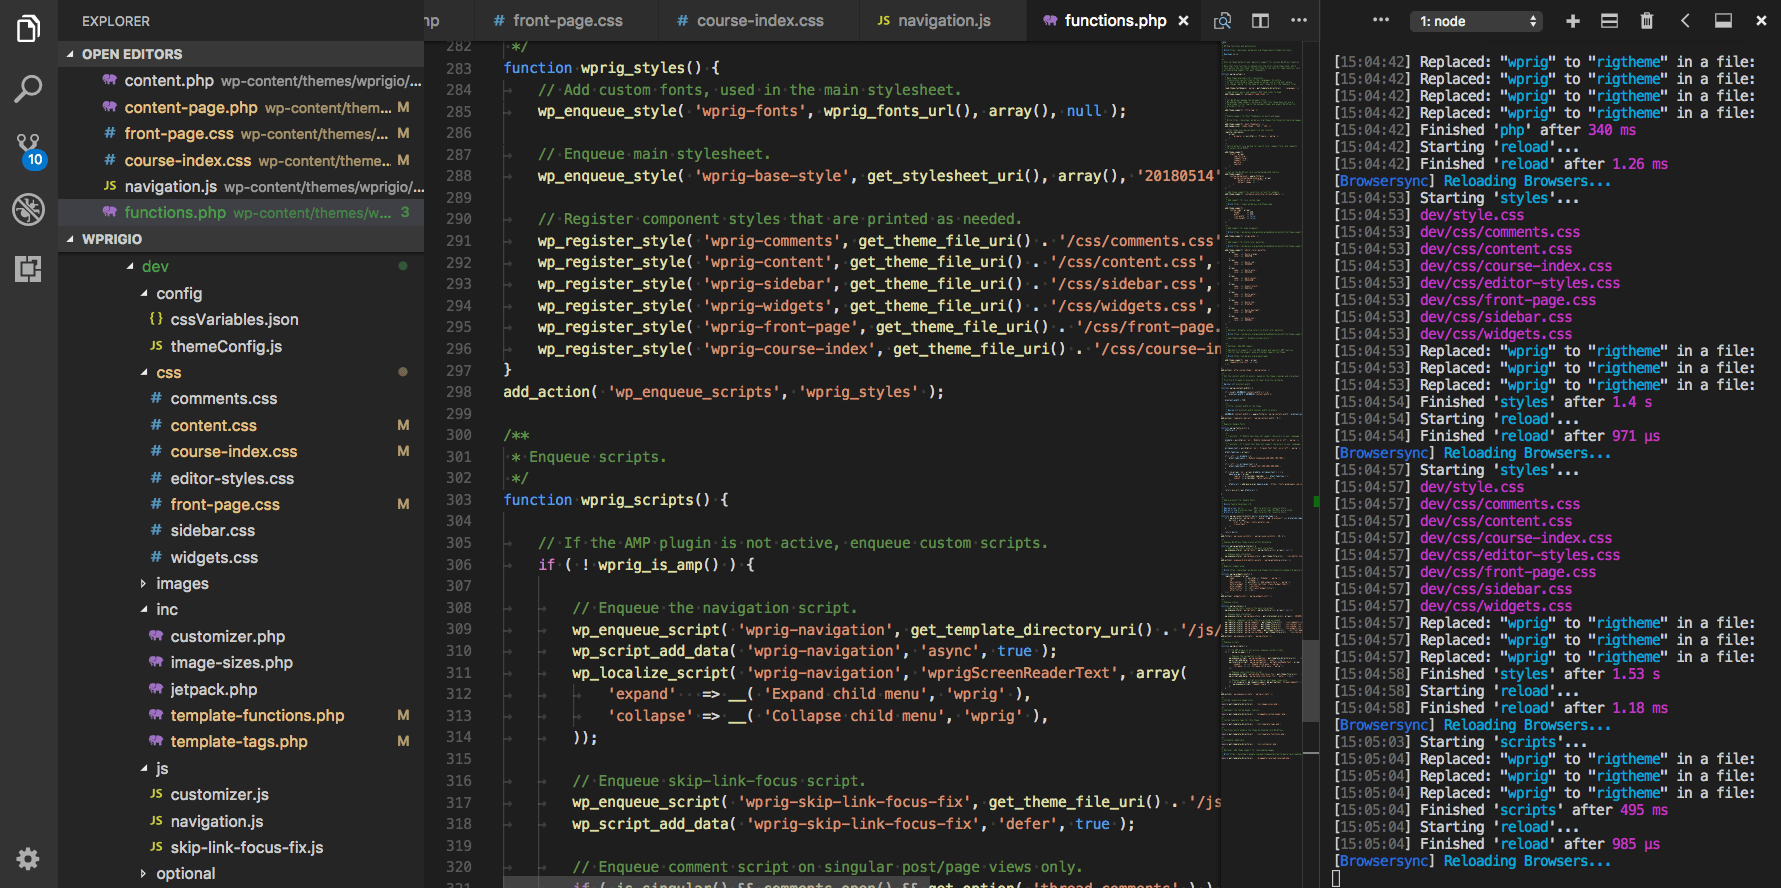 EXPLORER
OPEN EDITORS
content.php wp-content/themes/wprigio/...
content-page.php wp-content/them... M
front-page.css wp-content/themes/... M
course-index.css wp-content/theme... M
navigation.js wp-content/themes/wprigio/...
functions.php wp-content/themes/w... 3
WPRIGIO
dev
config
{} cssVariables.json
JS themeConfig.js
css
# comments.css
# content.css M
# course-index.css M
# editor-styles.css
# front-page.css M
# sidebar.css
# widgets.css
images
inc
customizer.php
image-sizes.php
jetpack.php
template-functions.php M
template-tags.php M
js
JS customizer.js
JS navigation.js
JS skip-link-focus-fix.js
optional
10
hp # front-page.css # course-index.css JS navigation.js functions.php ×
282 */
283 function wprig_styles() {
284 // Add custom fonts, used in the main stylesheet.
285 wp_enqueue_style( 'wprig-fonts', wprig_fonts_url(), array(), null );
286
287 // Enqueue main stylesheet.
288 wp_enqueue_style( 'wprig-base-style', get_stylesheet_uri(), array(), '20180514'
289
290 // Register component styles that are printed as needed.
291 wp_register_style( 'wprig-comments', get_theme_file_uri() . '/css/comments.css'
292 wp_register_style( 'wprig-content', get_theme_file_uri() . '/css/content.css',
293 wp_register_style( 'wprig-sidebar', get_theme_file_uri() . '/css/sidebar.css',
294 wp_register_style( 'wprig-widgets', get_theme_file_uri() . '/css/widgets.css',
295 wp_register_style( 'wprig-front-page', get_theme_file_uri() . '/css/front-page.
296 wp_register_style( 'wprig-course-index', get_theme_file_uri() . '/css/course-in
297 }
298 add_action( 'wp_enqueue_scripts', 'wprig_styles' );
299
300 /**
301 * Enqueue scripts.
302 */
303 function wprig_scripts() {
304
305 // If the AMP plugin is not active, enqueue custom scripts.
306 if ( ! wprig_is_amp() ) {
307
308 // Enqueue the navigation script.
309 wp_enqueue_script( 'wprig-navigation', get_template_directory_uri() . '/js/
310 wp_script_add_data( 'wprig-navigation', 'async', true );
311 wp_localize_script( 'wprig-navigation', 'wprigScreenReaderText', array(
312 'expand' => __( 'Expand child menu', 'wprig' ),
313 'collapse' => __( 'Collapse child menu', 'wprig' ),
314 ));
315
316 // Enqueue skip-link-focus script.
317 wp_enqueue_script( 'wprig-skip-link-focus-fix', get_theme_file_uri() . '/js
318 wp_script_add_data( 'wprig-skip-link-focus-fix', 'defer', true );
319
320 // Enqueue comment script on singular post/page views only.
321 if ( is_singular() && comments_open() && get_option( 'thread_comments' ) )
1: node
[15:04:42] Replaced: "wprig" to "rigtheme" in a file:
[15:04:42] Replaced: "wprig" to "rigtheme" in a file:
[15:04:42] Replaced: "wprig" to "rigtheme" in a file:
[15:04:42] Replaced: "wprig" to "rigtheme" in a file:
[15:04:42] Finished 'php' after 340 ms
[15:04:42] Starting 'reload'...
[15:04:42] Finished 'reload' after 1.26 ms
[Browsersync] Reloading Browsers...
[15:04:53] Starting 'styles'...
[15:04:53] dev/style.css
[15:04:53] dev/css/comments.css
[15:04:53] dev/css/content.css
[15:04:53] dev/css/course-index.css
[15:04:53] dev/css/editor-styles.css
[15:04:53] dev/css/front-page.css
[15:04:53] dev/css/sidebar.css
[15:04:53] dev/css/widgets.css
[15:04:53] Replaced: "wprig" to "rigtheme" in a file:
[15:04:53] Replaced: "wprig" to "rigtheme" in a file:
[15:04:53] Replaced: "wprig" to "rigtheme" in a file:
[15:04:54] Finished 'styles' after 1.4 s
[15:04:54] Starting 'reload'...
[15:04:54] Finished 'reload' after 971 μs
[Browsersync] Reloading Browsers...
[15:04:57] Starting 'styles'...
[15:04:57] dev/style.css
[15:04:57] dev/css/comments.css
[15:04:57] dev/css/content.css
[15:04:57] dev/css/course-index.css
[15:04:57] dev/css/editor-styles.css
[15:04:57] dev/css/front-page.css
[15:04:57] dev/css/sidebar.css
[15:04:57] dev/css/widgets.css
[15:04:57] Replaced: "wprig" to "rigtheme" in a file:
[15:04:57] Replaced: "wprig" to "rigtheme" in a file:
[15:04:57] Replaced: "wprig" to "rigtheme" in a file:
[15:04:58] Finished 'styles' after 1.53 s
[15:04:58] Starting 'reload'...
[15:04:58] Finished 'reload' after 1.18 ms
[Browsersync] Reloading Browsers...
[15:05:03] Starting 'scripts'...
[15:05:04] Replaced: "wprig" to "rigtheme" in a file:
[15:05:04] Replaced: "wprig" to "rigtheme" in a file:
[15:05:04] Replaced: "wprig" to "rigtheme" in a file:
[15:05:04] Finished 'scripts' after 495 ms
[15:05:04] Starting 'reload'...
[15:05:04] Finished 'reload' after 985 μs
[Browsersync] Reloading Browsers...